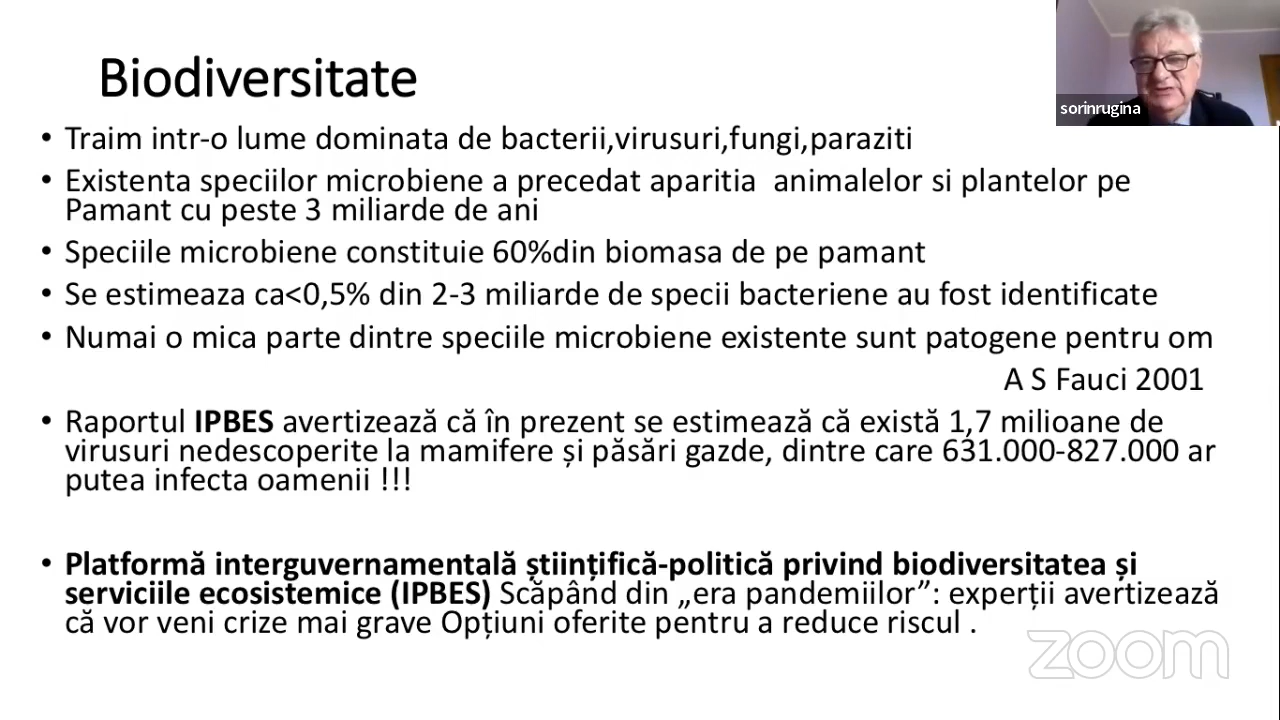 Biodiversitate
sorinrugina
• Traim intr-o lume dominata de bacterii,virusuri,fungi,paraziti
• Existenta speciilor microbiene a precedat aparitia  animalelor si plantelor pe
Pamant cu peste 3 miliarde de ani
• Speciile microbiene constituie 60%din biomasa de pe pamant
• Se estimeaza ca<0,5% din 2-3 miliarde de specii bacteriene au fost identificate
• Numai o mica parte dintre speciile microbiene existente sunt patogene pentru om
A S Fauci 2001
• Raportul IPBES avertizează că în prezent se estimează că există 1,7 milioane de
virusuri nedescoperite la mamifere și păsări gazde, dintre care 631.000-827.000 ar
putea infecta oamenii !!!
• Platformă interguvernamentală științifică-politică privind biodiversitatea și
serviciile ecosistemice (IPBES) Scăpând din „era pandemiilor”: experții avertizează
că vor veni crize mai grave Opțiuni oferite pentru a reduce riscul .
zoom